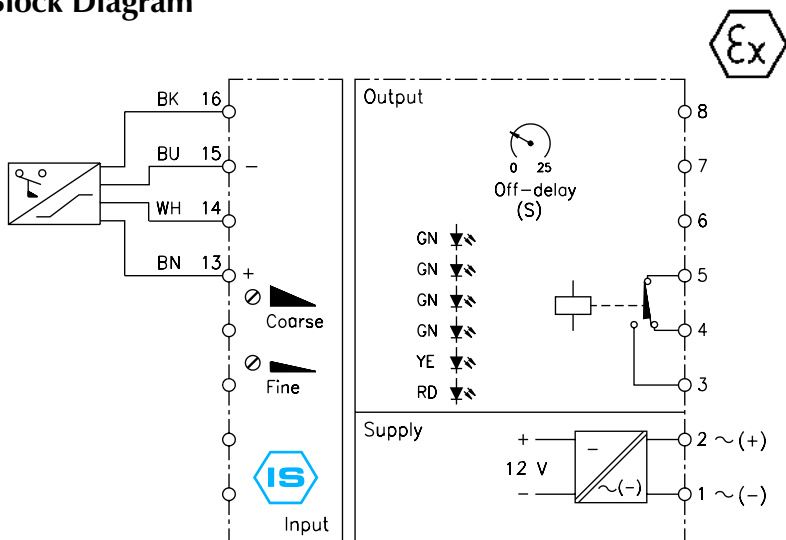 Block Diagram
Ex
BK 16
BU 15 −
WH 14
BN 13 +
Coarse
Fine
IS
Input
Output
0 25
Off-delay
(S)
GN
GN
GN
GN
YE
RD
8
7
6
5
4
3
Supply
+
12 V
−
−
~(-)
2 ~(+)
1 ~(-)